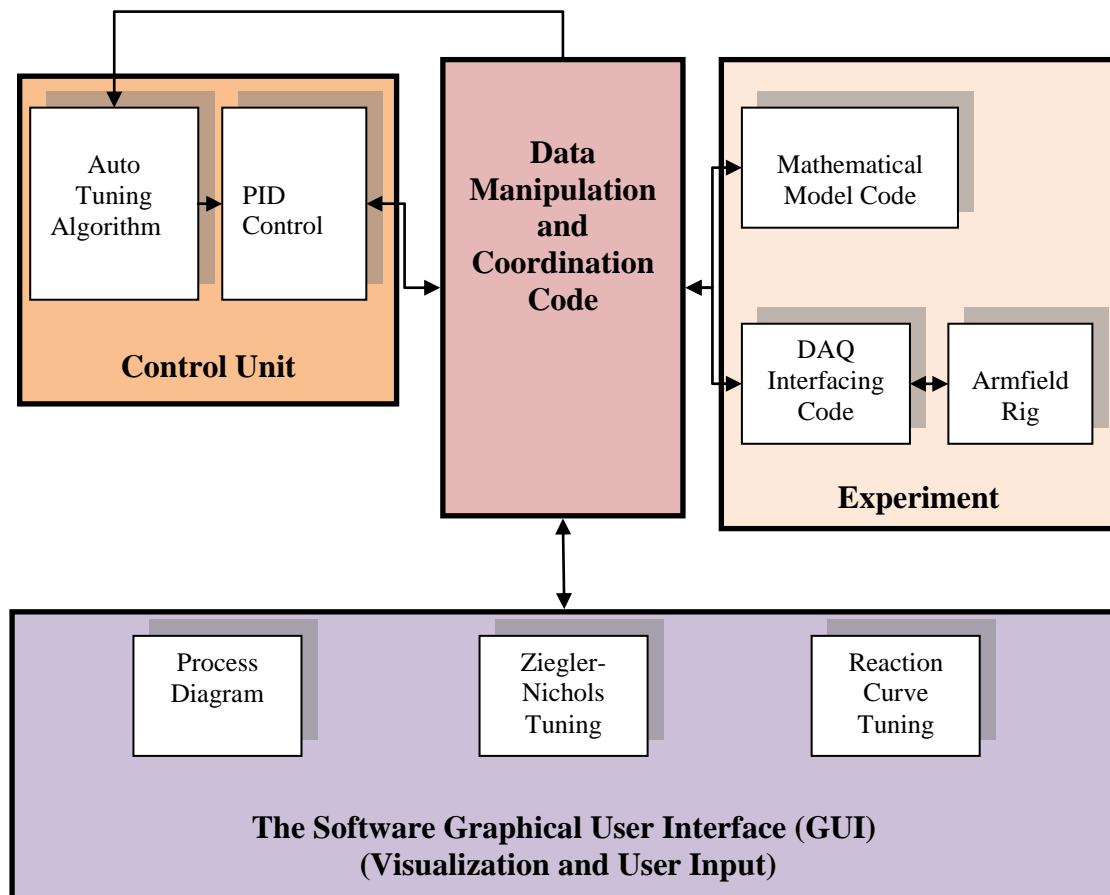 Auto
Tuning
Algorithm
PID
Control
Control Unit
Data
Manipulation
and
Coordination
Code
Mathematical
Model Code
DAQ
Interfacing
Code
Armfield
Rig
Experiment
Process
Diagram
Ziegler-
Nichols
Tuning
Reaction
Curve
Tuning
The Software Graphical User Interface (GUI)
(Visualization and User Input)